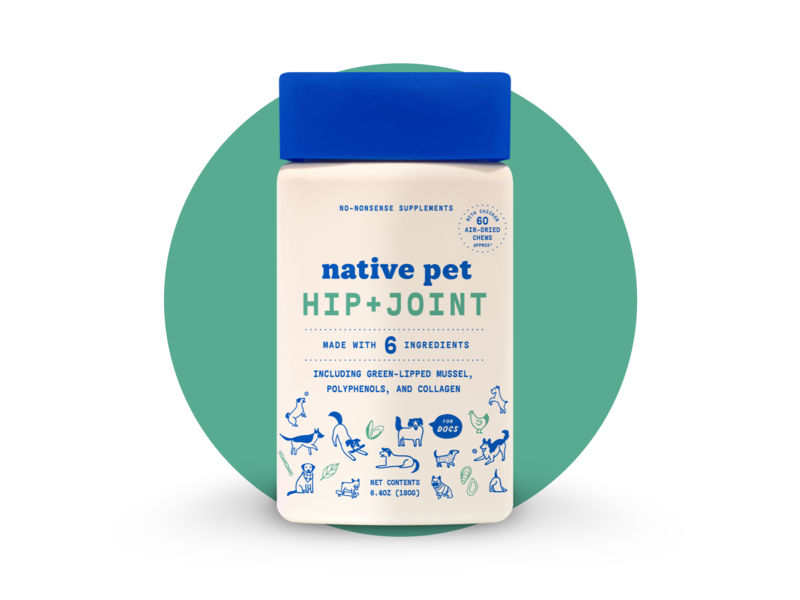 NO-NONSENSE SUPPLEMENTS
WITH CHICKEN
60
AIR-DRIED
CHEWS
APPROX*
native pet
HIP+JOINT
MADE WITH 6 INGREDIENTS
INCLUDING GREEN-LIPPED MUSSEL,
POLYPHENOLS, AND COLLAGEN
FOR
DOGS
NET CONTENTS
6.4OZ (180G)